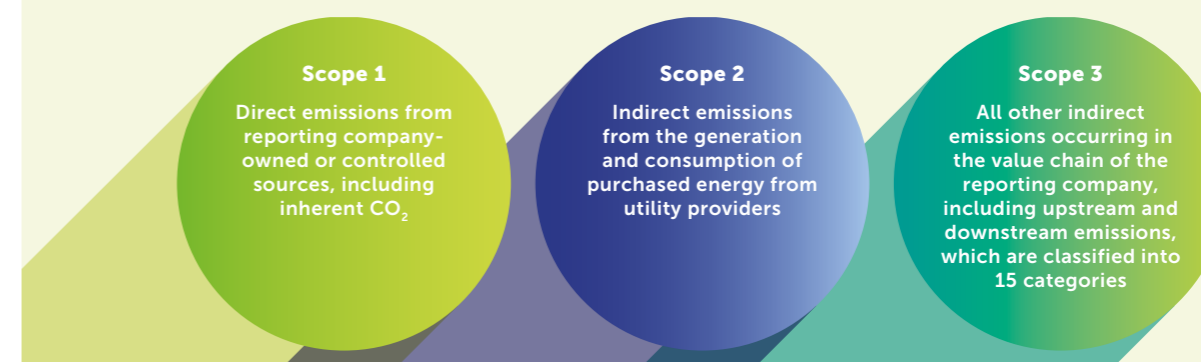 Scope 1
Direct emissions from
reporting company-
owned or controlled
sources, including
inherent CO₂
Scope 2
Indirect emissions
from the generation
and consumption of
purchased energy from
utility providers
Scope 3
All other indirect
emissions occurring in
the value chain of the
reporting company,
including upstream and
downstream emissions,
which are classified into
15 categories